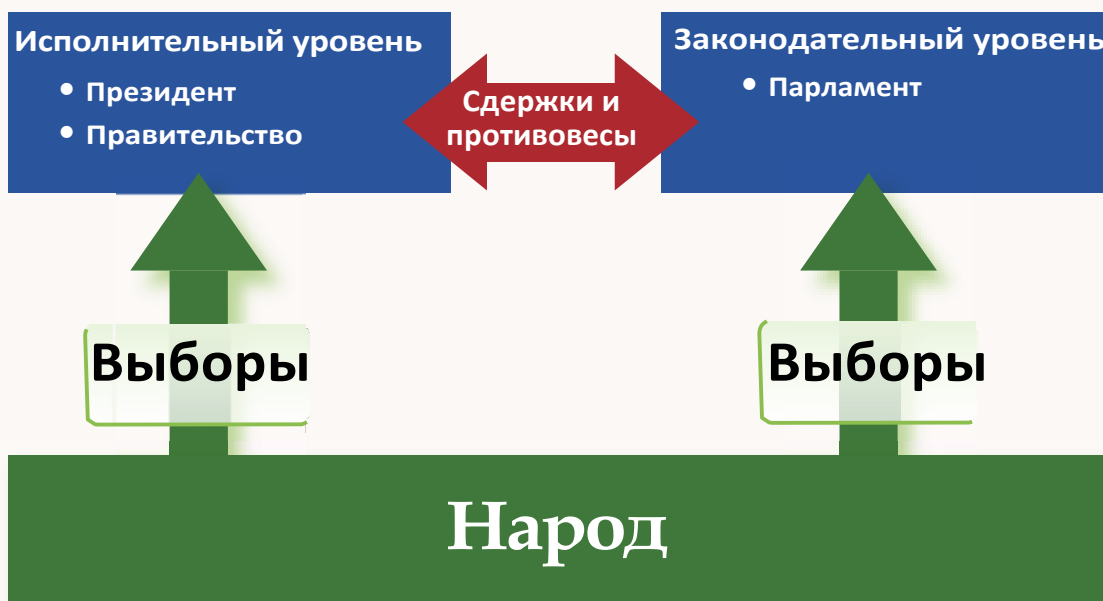 Исполнительный уровень
• Президент
• Правительство
Сдержки и
противовесы
Законодательный уровень
• Парламент
Выборы
Выборы
Народ